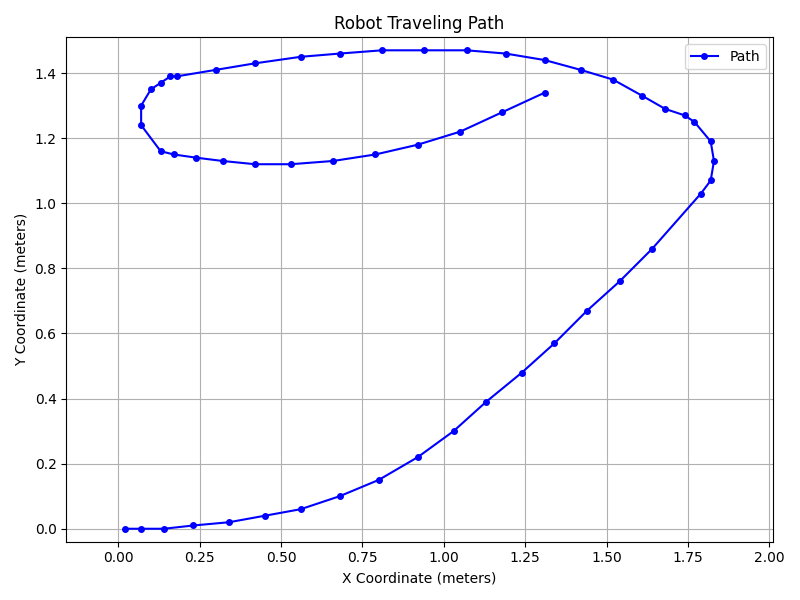 Robot Traveling Path
Path
Y Coordinate (meters)
1.4
1.2
1.0
0.8
0.6
0.4
0.2
0.0
0.00 0.25 0.50 0.75 1.00 1.25 1.50 1.75 2.00
X Coordinate (meters)